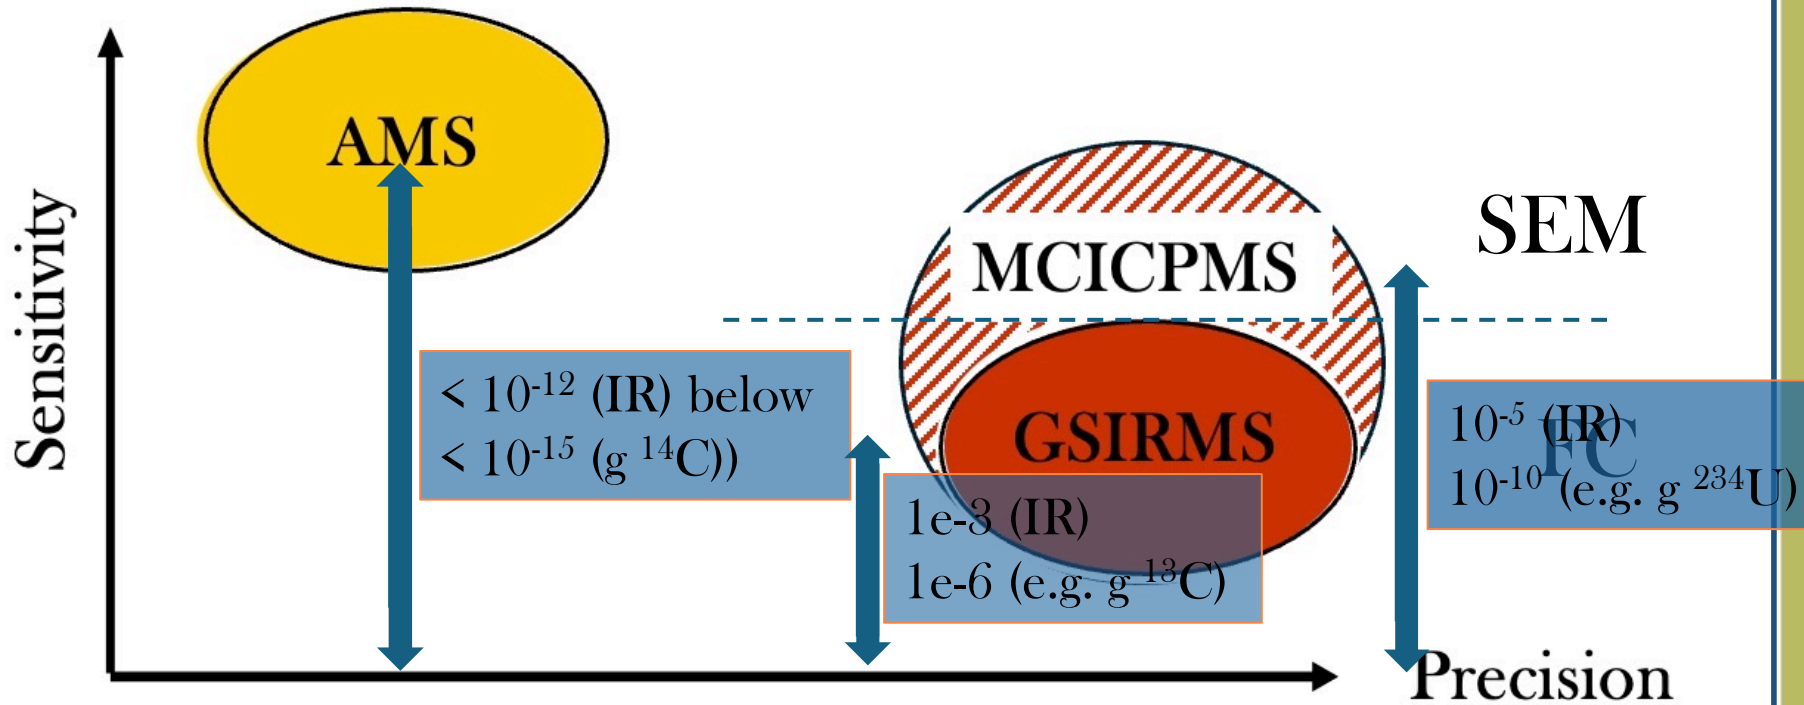 Sensitivity
AMS
MCICPMS
SEM
< 10⁻¹² (IR) below
< 10⁻¹⁵ (g ¹⁴C))
GSIRMS
1e-3 (IR)
1e-6 (e.g. g ¹³C)
FC
10⁻⁵ (IR)
10⁻¹⁰ (e.g. g ²³⁴U)
Precision